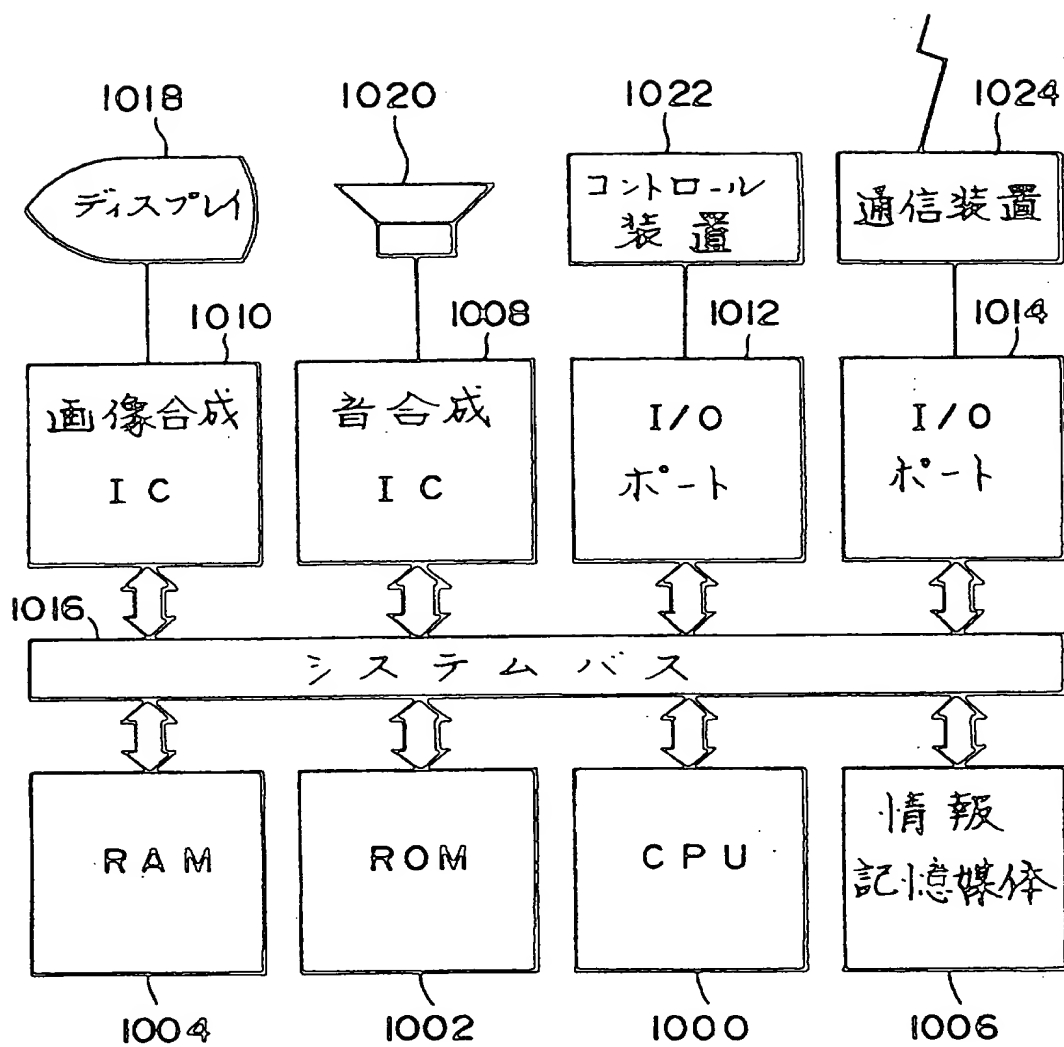 1018
1020
1022
1024
ディスプレイ
コントロール
装置
通信装置
1010
1008
1012
1014
画像合成
IC
音合成
IC
I/O
ポート
I/O
ポート
1016
システムバス
RAM
ROM
CPU
情報
記憶媒体
1004
1002
1000
1006